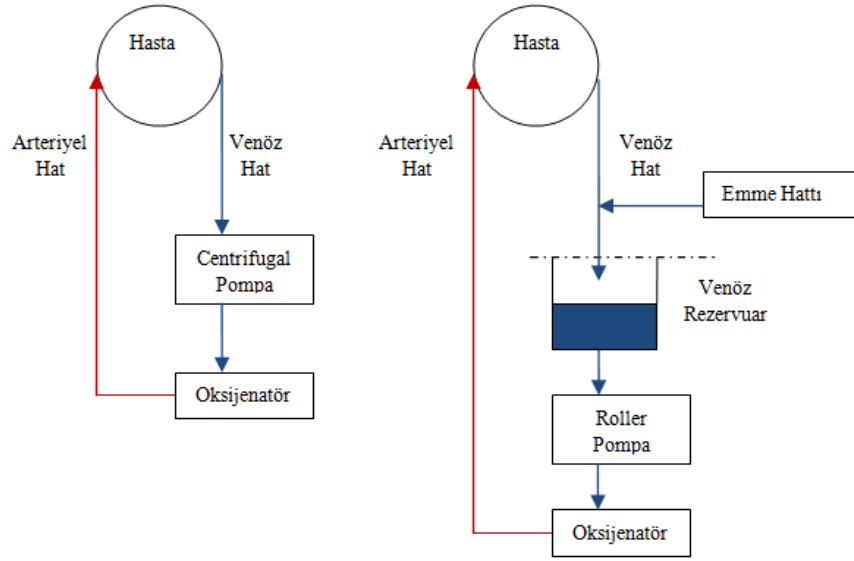 Hasta
Arteriyel
Hat
Venöz
Hat
Centrifugal
Pompa
Oksijenatör
Hasta
Arteriyel
Hat
Venöz
Hat
Emme Hattı
Venöz
Rezervuar
Roller
Pompa
Oksijenatör